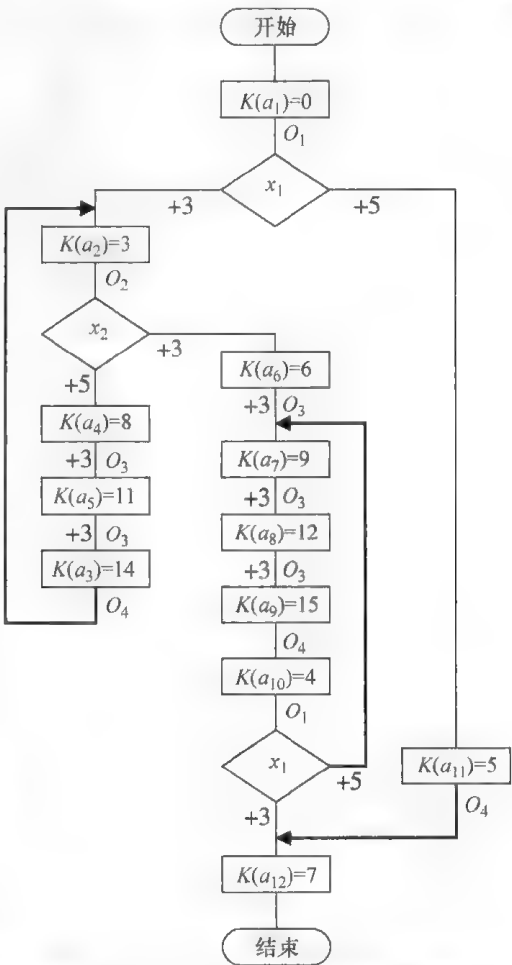 开始
K(a₁)=0
O₁
x₁
+3
+5
K(a₂)=3
O₂
x₂
+3
+5
K(a₆)=6
+3 O₃
K(a₄)=8
+3 O₃
K(a₇)=9
+3 O₃
K(a₅)=11
+3 O₃
K(a₈)=12
+3 O₃
K(a₃)=14
O₄
K(a₉)=15
O₄
K(a₁₀)=4
O₁
x₁
+5
+3
K(a₁₁)=5
O₄
K(a₁₂)=7
结束